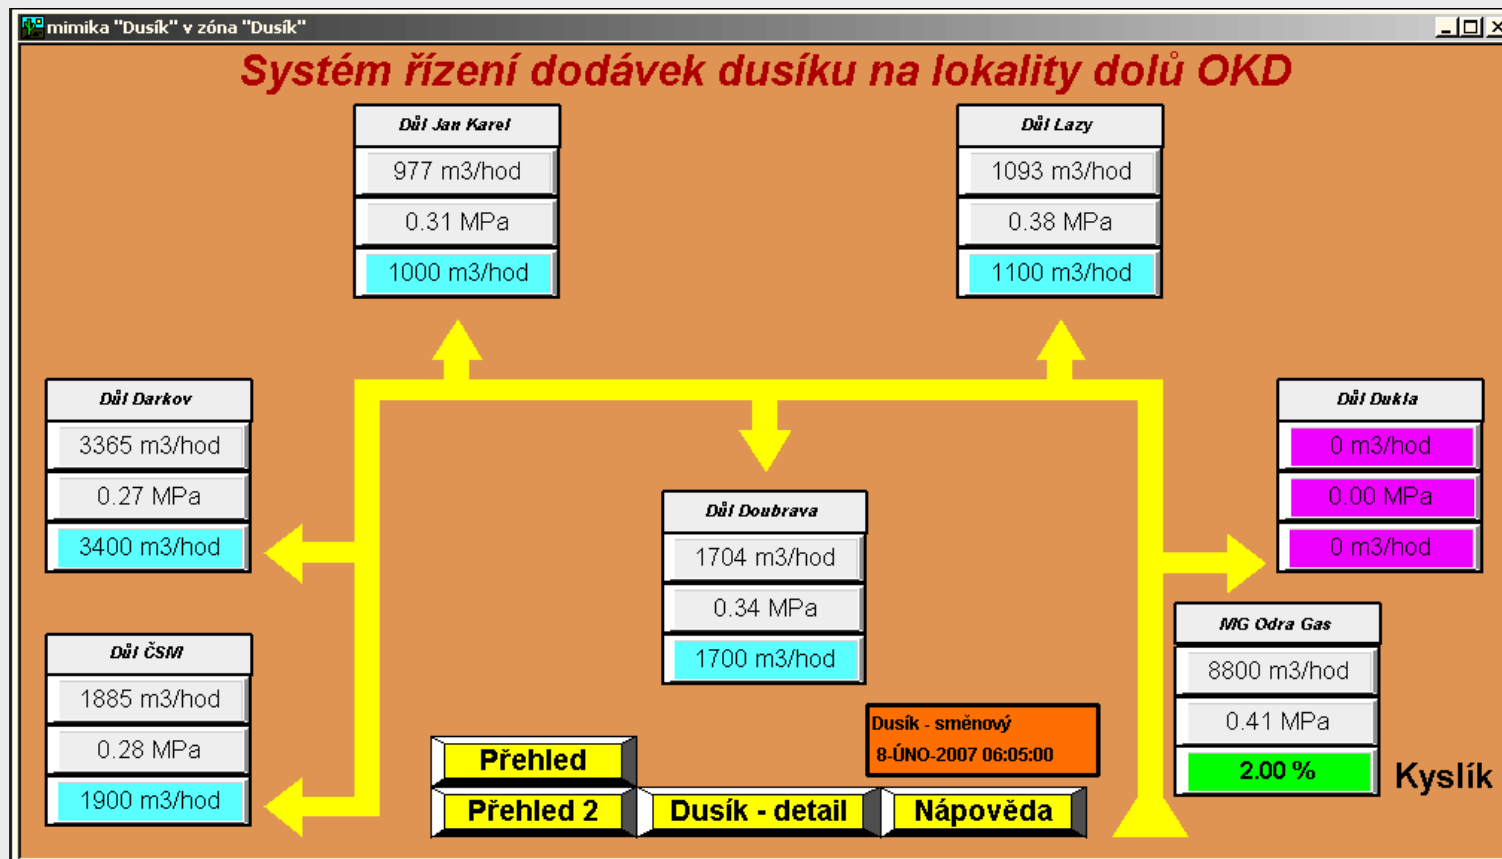 mimika "Dusík" v zóna "Dusík"
Systém řízení dodávek dusíku na lokality dolů OKD
Důl Jan Karel
977 m3/hod
0.31 MPa
1000 m3/hod
Důl Lazy
1093 m3/hod
0.38 MPa
1100 m3/hod
Důl Darkov
3365 m3/hod
0.27 MPa
3400 m3/hod
Důl Dukla
0 m3/hod
0.00 MPa
0 m3/hod
Důl Doubrava
1704 m3/hod
0.34 MPa
1700 m3/hod
Důl ČSM
1885 m3/hod
0.28 MPa
1900 m3/hod
MG Odra Gas
8800 m3/hod
0.41 MPa
2.00 %
Kyslík
Dusík - směnový
8-ÚNO-2007 06:05:00
Přehled
Přehled 2
Dusík - detail
Nápověda